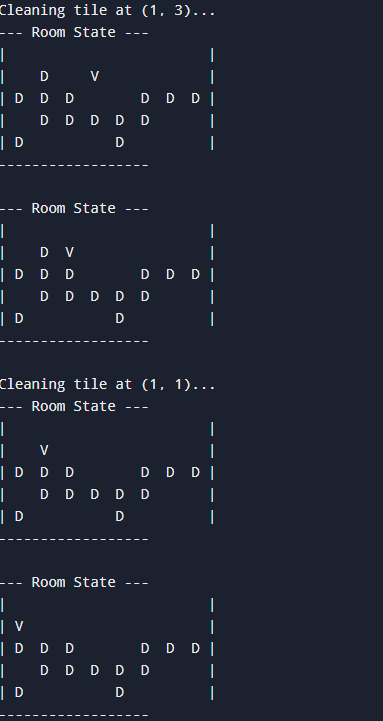 Cleaning tile at (1, 3)...
--- Room State ---
|                         |
|    D     V             |
| D  D  D        D  D  D |
|    D  D  D  D  D       |
| D           D          |
------------------
--- Room State ---
|                        |
|    D  V                |
| D  D  D        D  D  D |
|    D  D  D  D  D       |
| D           D          |
------------------
Cleaning tile at (1, 1)...
--- Room State ---
|                        |
|    V                   |
| D  D  D        D  D  D |
|    D  D  D  D  D       |
| D           D          |
------------------
--- Room State ---
|                        |
| V                      |
| D  D  D        D  D  D |
|    D  D  D  D  D       |
| D           D          |
------------------